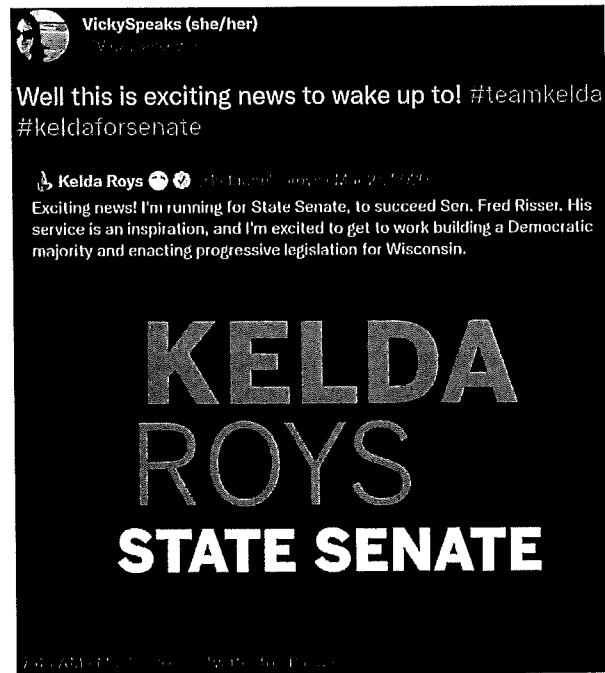 VickySpeaks (she/her)
Well this is exciting news to wake up to! #teamkelda
#keldaforsenate
Kelda Roys
Exciting news! I'm running for State Senate, to succeed Sen. Fred Risser. His
service is an inspiration, and I'm excited to get to work building a Democratic
majority and enacting progressive legislation for Wisconsin.
KELDA
ROYS
STATE SENATE